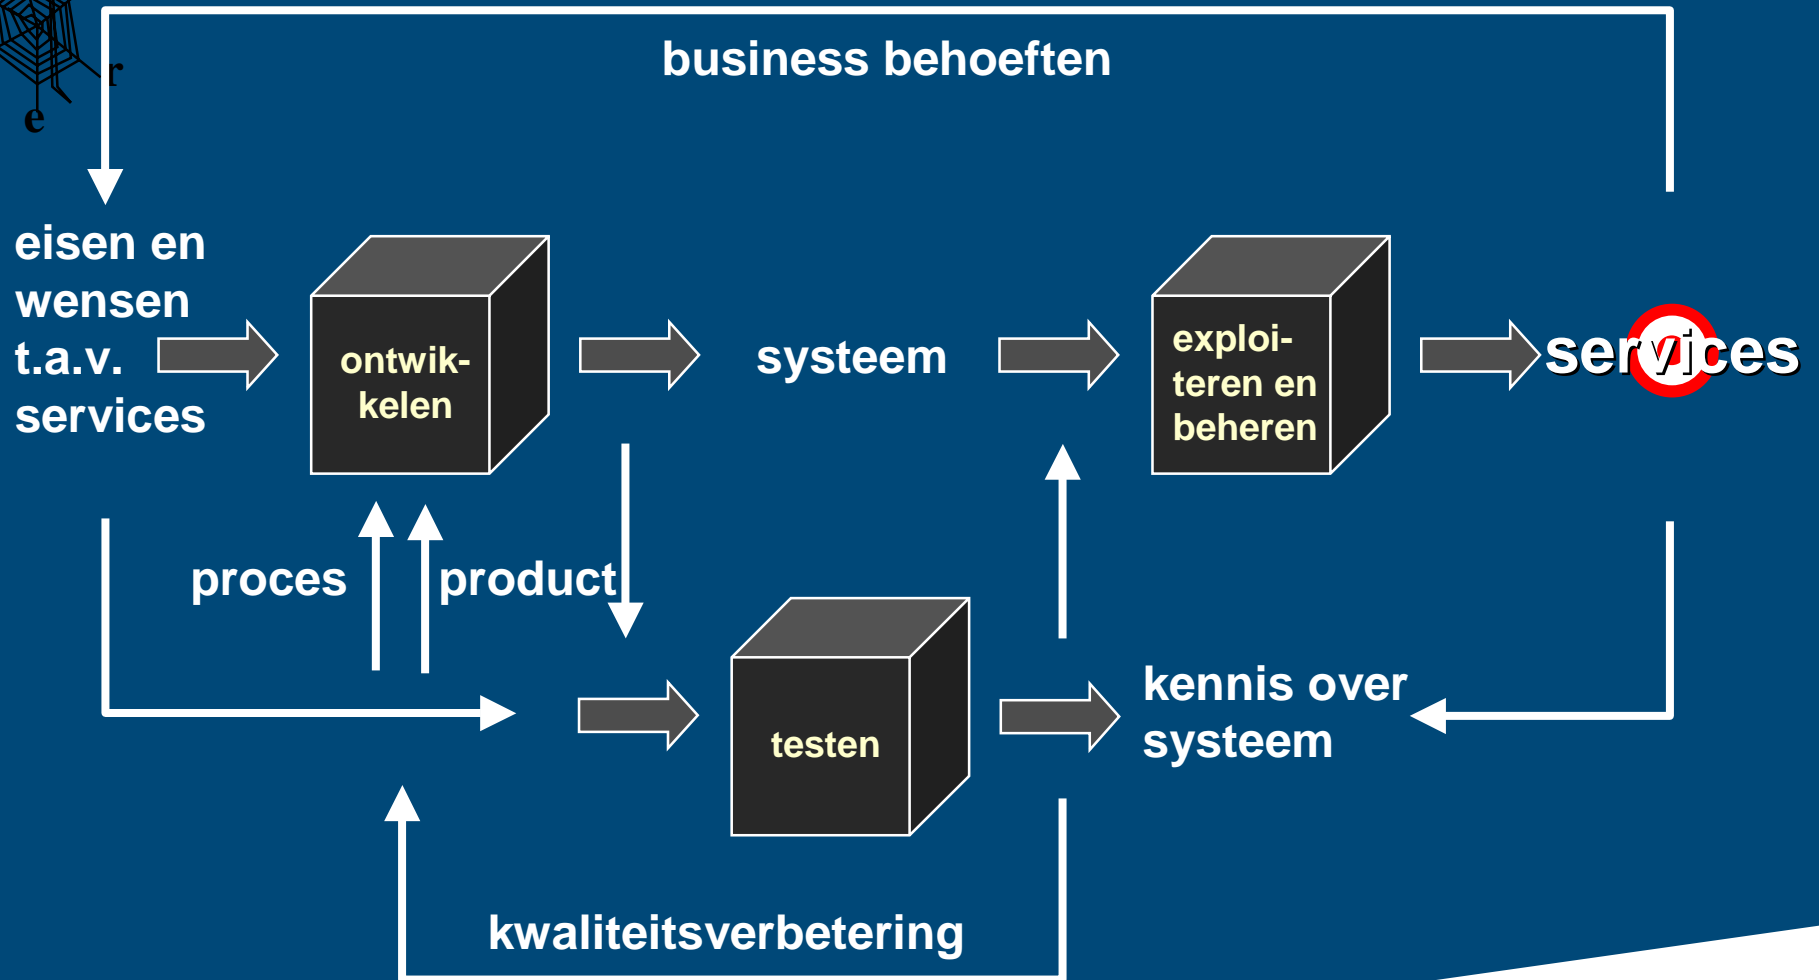 business behoeften
r
e
eisen en
wensen
t.a.v.
services
ontwik-
kelen
systeem
exploi-
teren en
beheren
services
proces
product
testen
kennis over
systeem
kwaliteitsverbetering